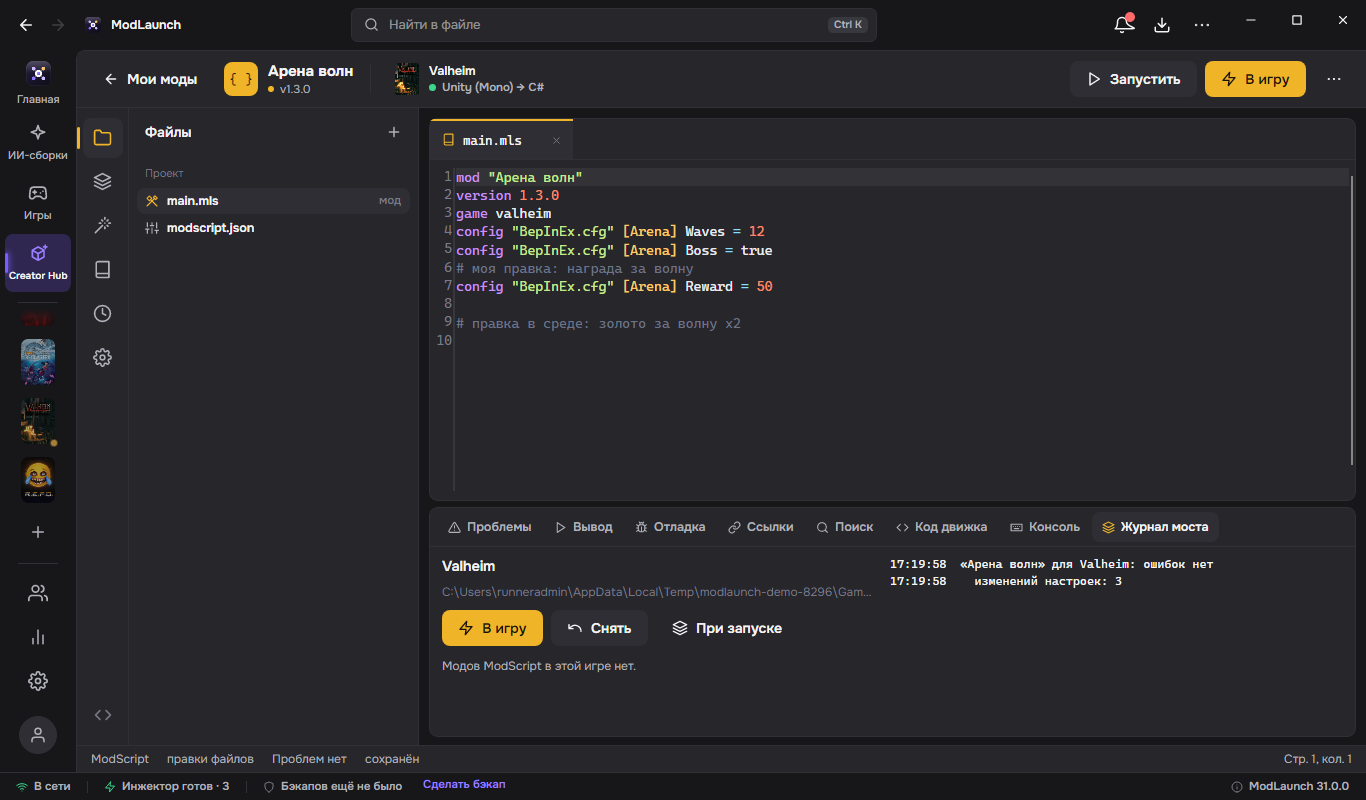 ModLaunch
Найти в файле
Ctrl K
Главная
ИИ-сборки
Игры
Creator Hub
Мои моды
{ }
Арена волн
v1.3.0
Valheim
Unity (Mono) → C#
Запустить
В игру
Файлы
Проект
main.mls
мод
modscript.json
main.mls
1 mod "Арена волн"
2 version 1.3.0
3 game valheim
4 config "BepInEx.cfg" [Arena] Waves = 12
5 config "BepInEx.cfg" [Arena] Boss = true
6 # моя правка: награда за волну
7 config "BepInEx.cfg" [Arena] Reward = 50
8
9 # правка в среде: золото за волну x2
10
Проблемы
Вывод
Отладка
Ссылки
Поиск
Код движка
Консоль
Журнал моста
Valheim
C:\Users\runneradmin\AppData\Local\Temp\modlaunch-demo-8296\Gam...
В игру
Снять
При запуске
Модов ModScript в этой игре нет.
17:19:58 «Арена волн» для Valheim: ошибок нет
17:19:58 изменений настроек: 3
ModScript
правки файлов
Проблем нет
сохранён
Стр. 1, кол. 1
В сети
Инжектор готов · 3
Бэкапов ещё не было
Сделать бэкап
ModLaunch 31.0.0